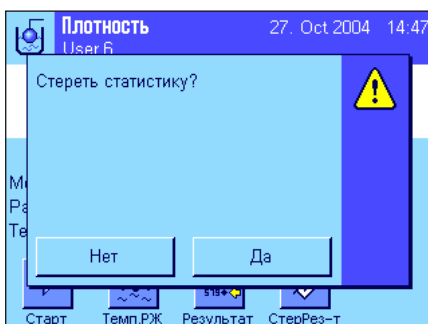 Плотность 27. Oct 2004 14:47
User 6
Стереть статистику?
Нет Да
Старт Темп.РЖ Результат СтерРез-т